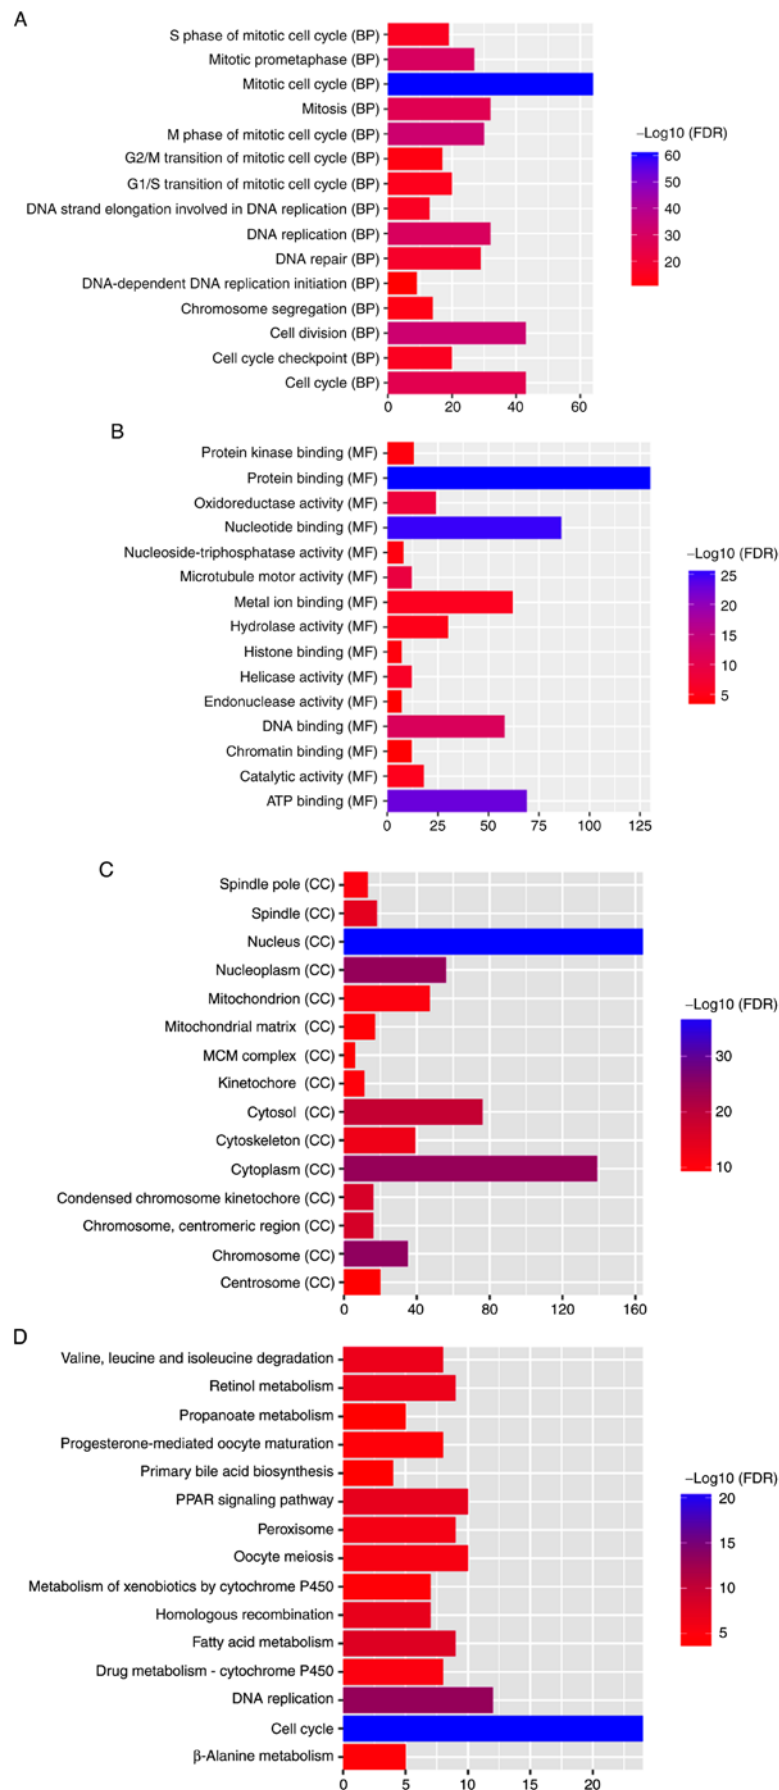 A
S phase of mitotic cell cycle (BP)
Mitotic prometaphase (BP)
Mitotic cell cycle (BP)
Mitosis (BP)
M phase of mitotic cell cycle (BP)
G2/M transition of mitotic cell cycle (BP)
G1/S transition of mitotic cell cycle (BP)
DNA strand elongation involved in DNA replication (BP)
DNA replication (BP)
DNA repair (BP)
DNA-dependent DNA replication initiation (BP)
Chromosome segregation (BP)
Cell division (BP)
Cell cycle checkpoint (BP)
Cell cycle (BP)
0 20 40 60
−Log10 (FDR)
60
50
40
30
20
B
Protein kinase binding (MF)
Protein binding (MF)
Oxidoreductase activity (MF)
Nucleotide binding (MF)
Nucleoside-triphosphatase activity (MF)
Microtubule motor activity (MF)
Metal ion binding (MF)
Hydrolase activity (MF)
Histone binding (MF)
Helicase activity (MF)
Endonuclease activity (MF)
DNA binding (MF)
Chromatin binding (MF)
Catalytic activity (MF)
ATP binding (MF)
0 25 50 75 100 125
−Log10 (FDR)
25
20
15
10
5
C
Spindle pole (CC)
Spindle (CC)
Nucleus (CC)
Nucleoplasm (CC)
Mitochondrion (CC)
Mitochondrial matrix (CC)
MCM complex (CC)
Kinetochore (CC)
Cytosol (CC)
Cytoskeleton (CC)
Cytoplasm (CC)
Condensed chromosome kinetochore (CC)
Chromosome, centromeric region (CC)
Chromosome (CC)
Centrosome (CC)
0 40 80 120 160
−Log10 (FDR)
30
20
10
D
Valine, leucine and isoleucine degradation
Retinol metabolism
Propanoate metabolism
Progesterone-mediated oocyte maturation
Primary bile acid biosynthesis
PPAR signaling pathway
Peroxisome
Oocyte meiosis
Metabolism of xenobiotics by cytochrome P450
Homologous recombination
Fatty acid metabolism
Drug metabolism - cytochrome P450
DNA replication
Cell cycle
β-Alanine metabolism
0 5 10 15 20
−Log10 (FDR)
20
15
10
5